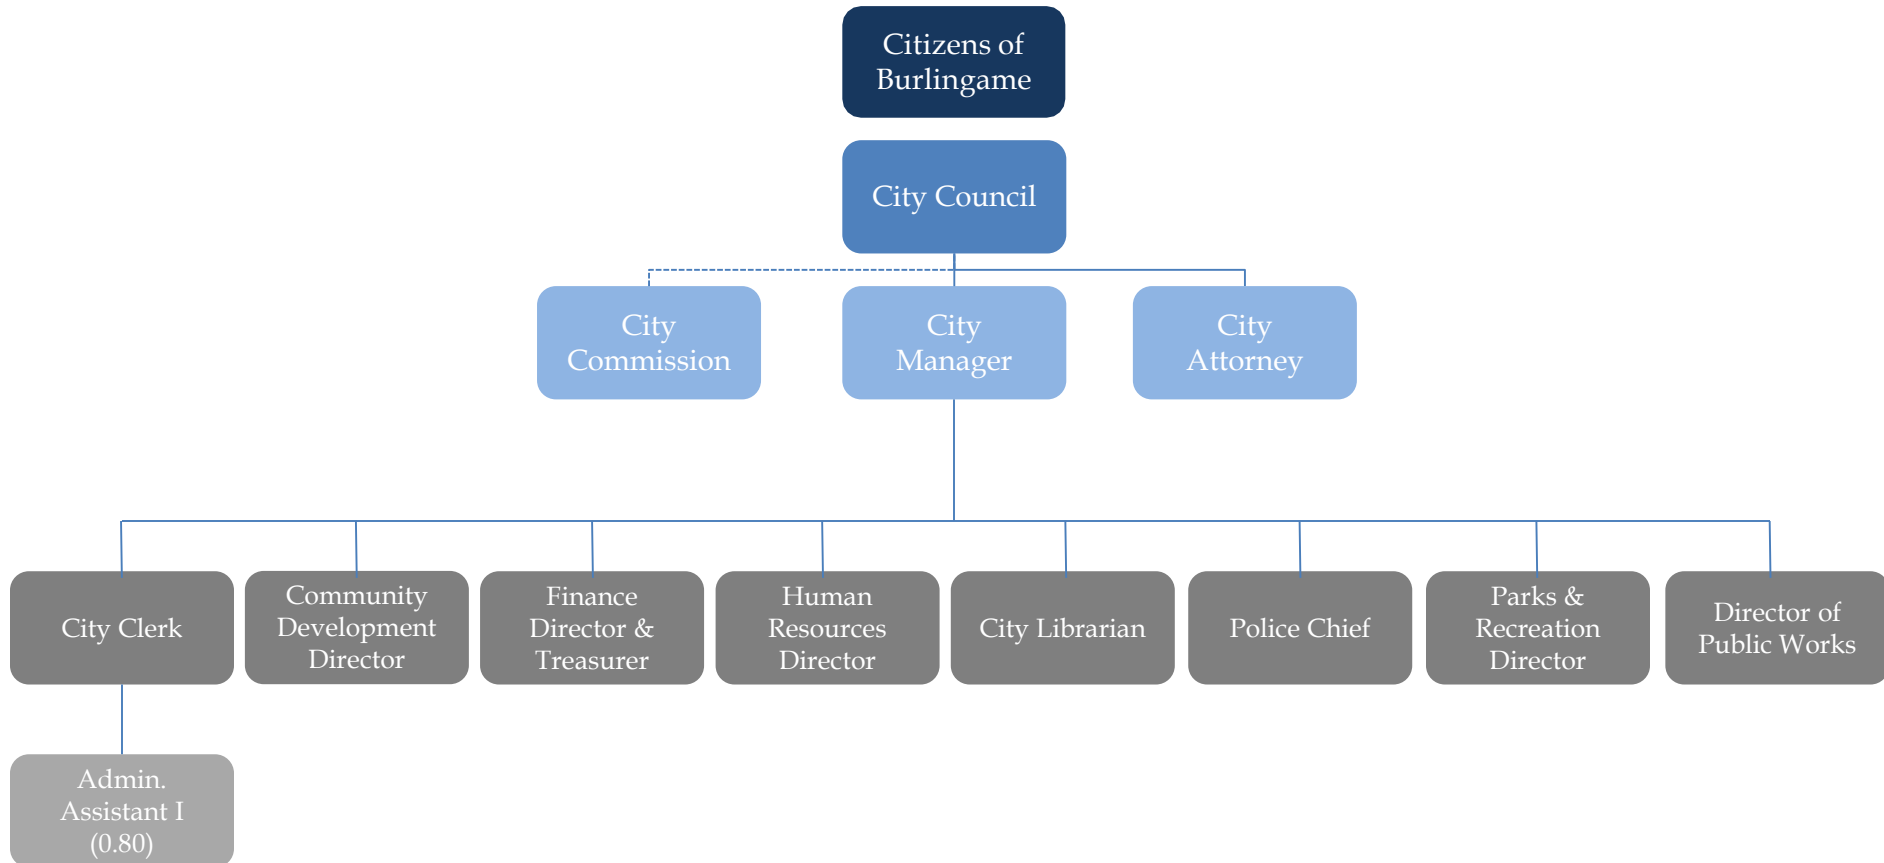 Citizens of
Burlingame
City Council
City
Commission
City
Manager
City
Attorney
City Clerk
Community
Development
Director
Finance
Director &
Treasurer
Human
Resources
Director
City Librarian
Police Chief
Parks &
Recreation
Director
Director of
Public Works
Admin.
Assistant I
(0.80)